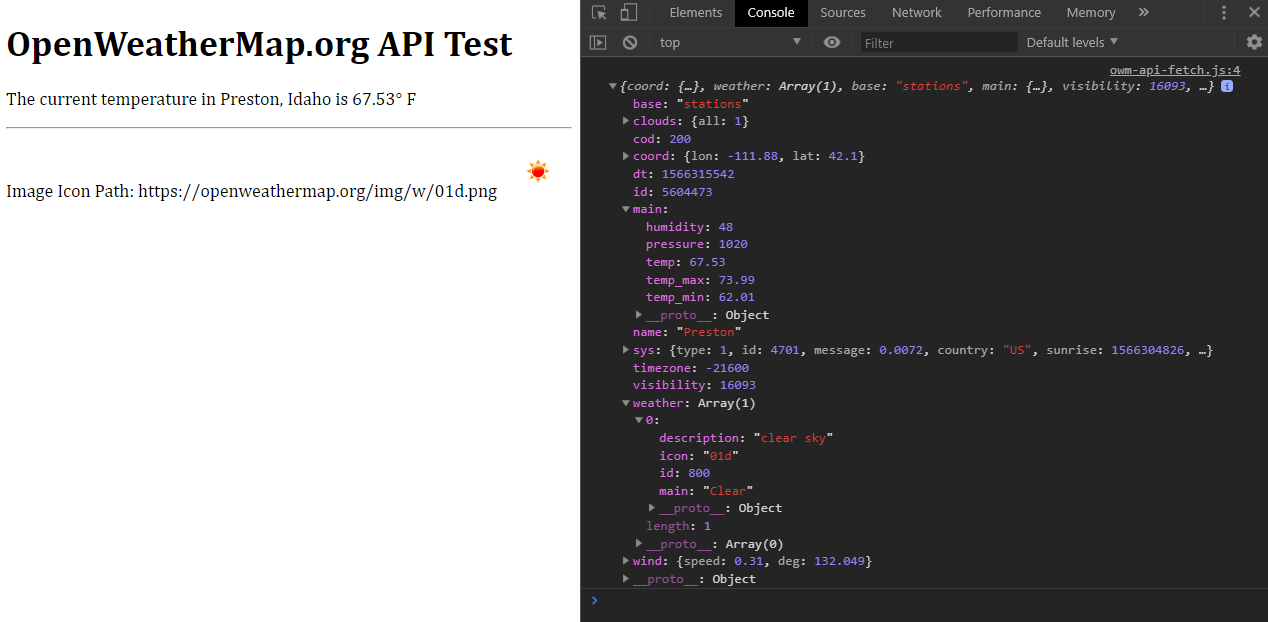 OpenWeatherMap.org API Test
The current temperature in Preston, Idaho is 67.53° F
Image Icon Path: https://openweathermap.org/img/w/01d.png
Elements Console Sources Network Performance Memory »
top Filter Default levels
owm-api-fetch.js:4
{coord: {…}, weather: Array(1), base: "stations", main: {…}, visibility: 16093, …} i
base: "stations"
clouds: {all: 1}
cod: 200
coord: {lon: -111.88, lat: 42.1}
dt: 1566315542
id: 5604473
main:
humidity: 48
pressure: 1020
temp: 67.53
temp_max: 73.99
temp_min: 62.01
__proto__: Object
name: "Preston"
sys: {type: 1, id: 4701, message: 0.0072, country: "US", sunrise: 1566304826, …}
timezone: -21600
visibility: 16093
weather: Array(1)
0:
description: "clear sky"
icon: "01d"
id: 800
main: "Clear"
__proto__: Object
length: 1
__proto__: Array(0)
wind: {speed: 0.31, deg: 132.049}
__proto__: Object